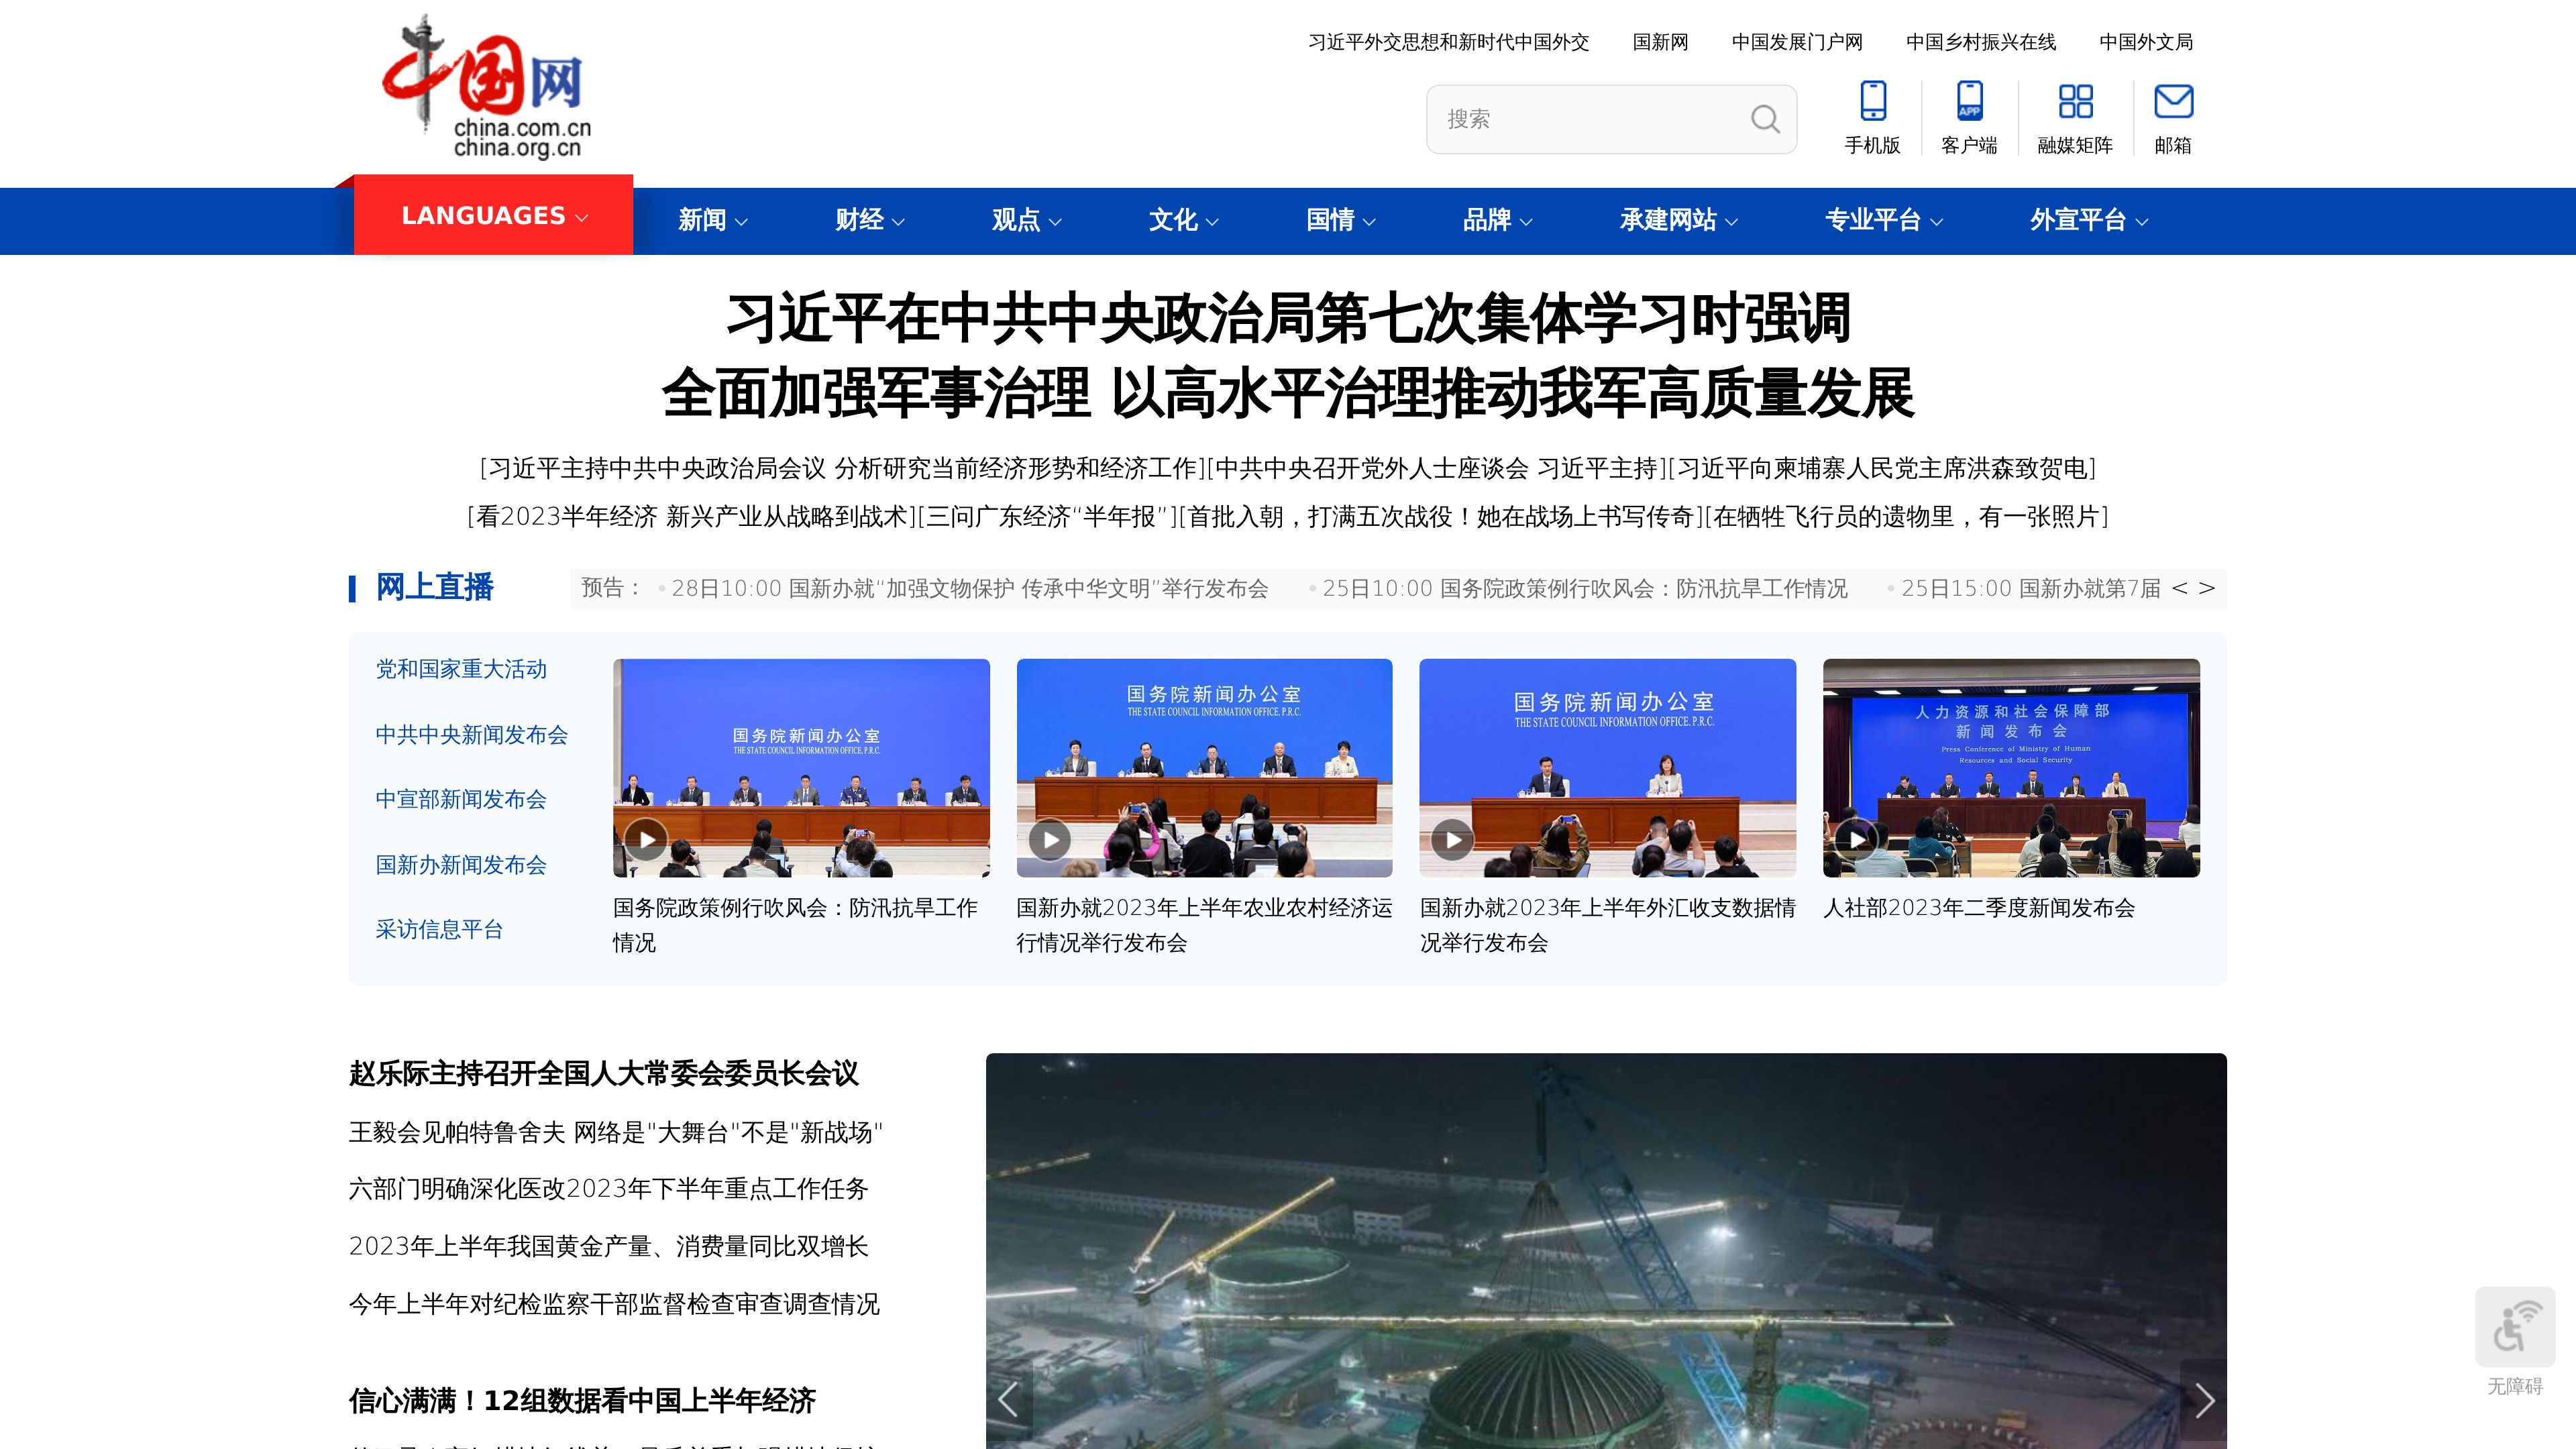 中国网
china.com.cn
china.org.cn
习近平外交思想和新时代中国外交 国新网 中国发展门户网 中国乡村振兴在线 中国外文局
搜索
APP
手机版 客户端 融媒矩阵 邮箱
LANGUAGES 新闻 财经 观点 文化 国情 品牌 承建网站 专业平台 外宣平台
习近平在中共中央政治局第七次集体学习时强调
全面加强军事治理 以高水平治理推动我军高质量发展
[习近平主持中共中央政治局会议 分析研究当前经济形势和经济工作][中共中央召开党外人士座谈会 习近平主持][习近平向柬埔寨人民党主席洪森致贺电]
[看2023半年经济 新兴产业从战略到战术][三问广东经济“半年报”][首批入朝，打满五次战役！她在战场上书写传奇][在牺牲飞行员的遗物里，有一张照片]
网上直播 预告： 28日10:00 国新办就“加强文物保护 传承中华文明”举行发布会 25日10:00 国务院政策例行吹风会：防汛抗旱工作情况 25日15:00 国新办就第7届 < >
党和国家重大活动
中共中央新闻发布会
中宣部新闻发布会
国新办新闻发布会
采访信息平台
国务院新闻办公室
THE STATE COUNCIL INFORMATION OFFICE, P.R.C.
国务院新闻办公室
THE STATE COUNCIL INFORMATION OFFICE, P.R.C.
国务院新闻办公室
THE STATE COUNCIL INFORMATION OFFICE, P.R.C.
人力资源和社会保障部
新闻发布会
Press Conference of Ministry of Human
Resources and Social Security
国务院政策例行吹风会：防汛抗旱工作
情况
国新办就2023年上半年农业农村经济运
行情况举行发布会
国新办就2023年上半年外汇收支数据情
况举行发布会
人社部2023年二季度新闻发布会
赵乐际主持召开全国人大常委会委员长会议
王毅会见帕特鲁舍夫 网络是"大舞台"不是"新战场"
六部门明确深化医改2023年下半年重点工作任务
2023年上半年我国黄金产量、消费量同比双增长
今年上半年对纪检监察干部监督检查审查调查情况
信心满满！12组数据看中国上半年经济
无障碍